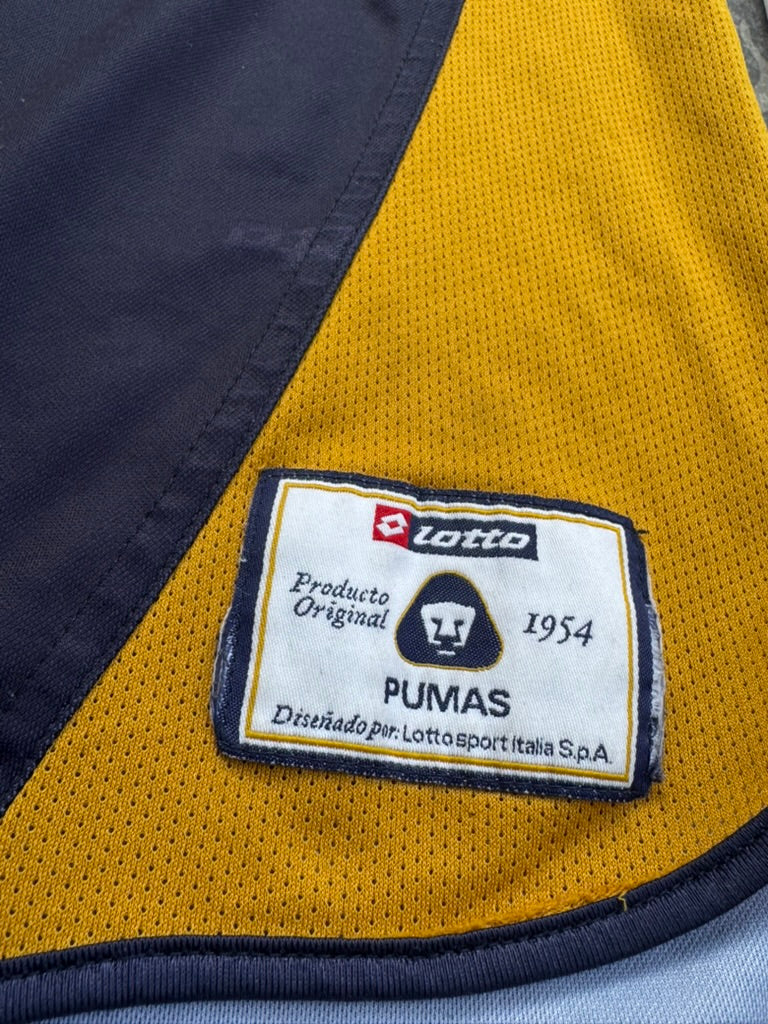 lotto
Producto
Original
1954
PUMAS
Diseñado por: Lotto sport Italia S.p.A.